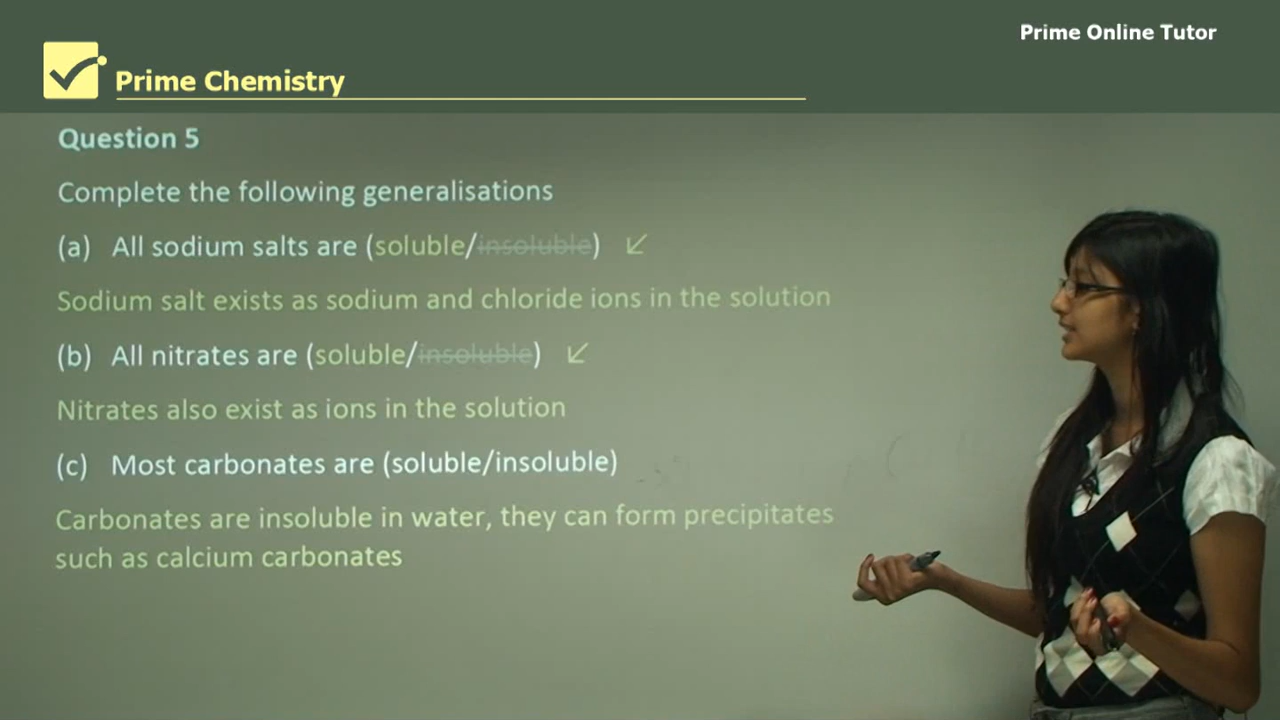 Prime Online Tutor
Prime Chemistry
Question 5
Complete the following generalisations
(a) All sodium salts are (soluble/insoluble)
Sodium salt exists as sodium and chloride ions in the solution
(b) All nitrates are (soluble/insoluble)
Nitrates also exist as ions in the solution
(c) Most carbonates are (soluble/insoluble)
Carbonates are insoluble in water, they can form precipitates
such as calcium carbonates